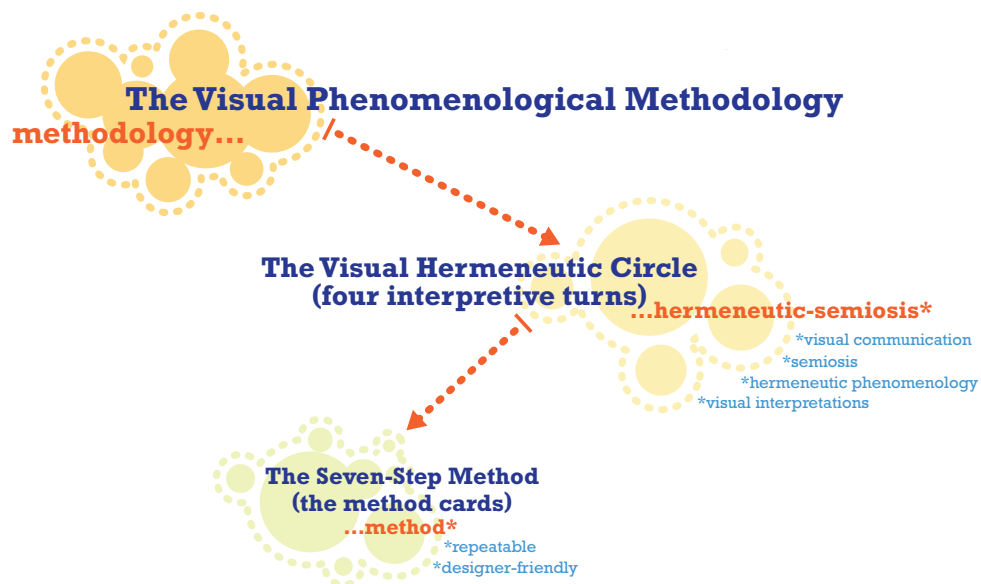 The Visual Phenomenological Methodology
methodology...
The Visual Hermeneutic Circle
(four interpretive turns)
...hermeneutic-semiosis*
*visual communication
*semiosis
*hermeneutic phenomenology
*visual interpretations
The Seven-Step Method
(the method cards)
...method*
*repeatable
*designer-friendly